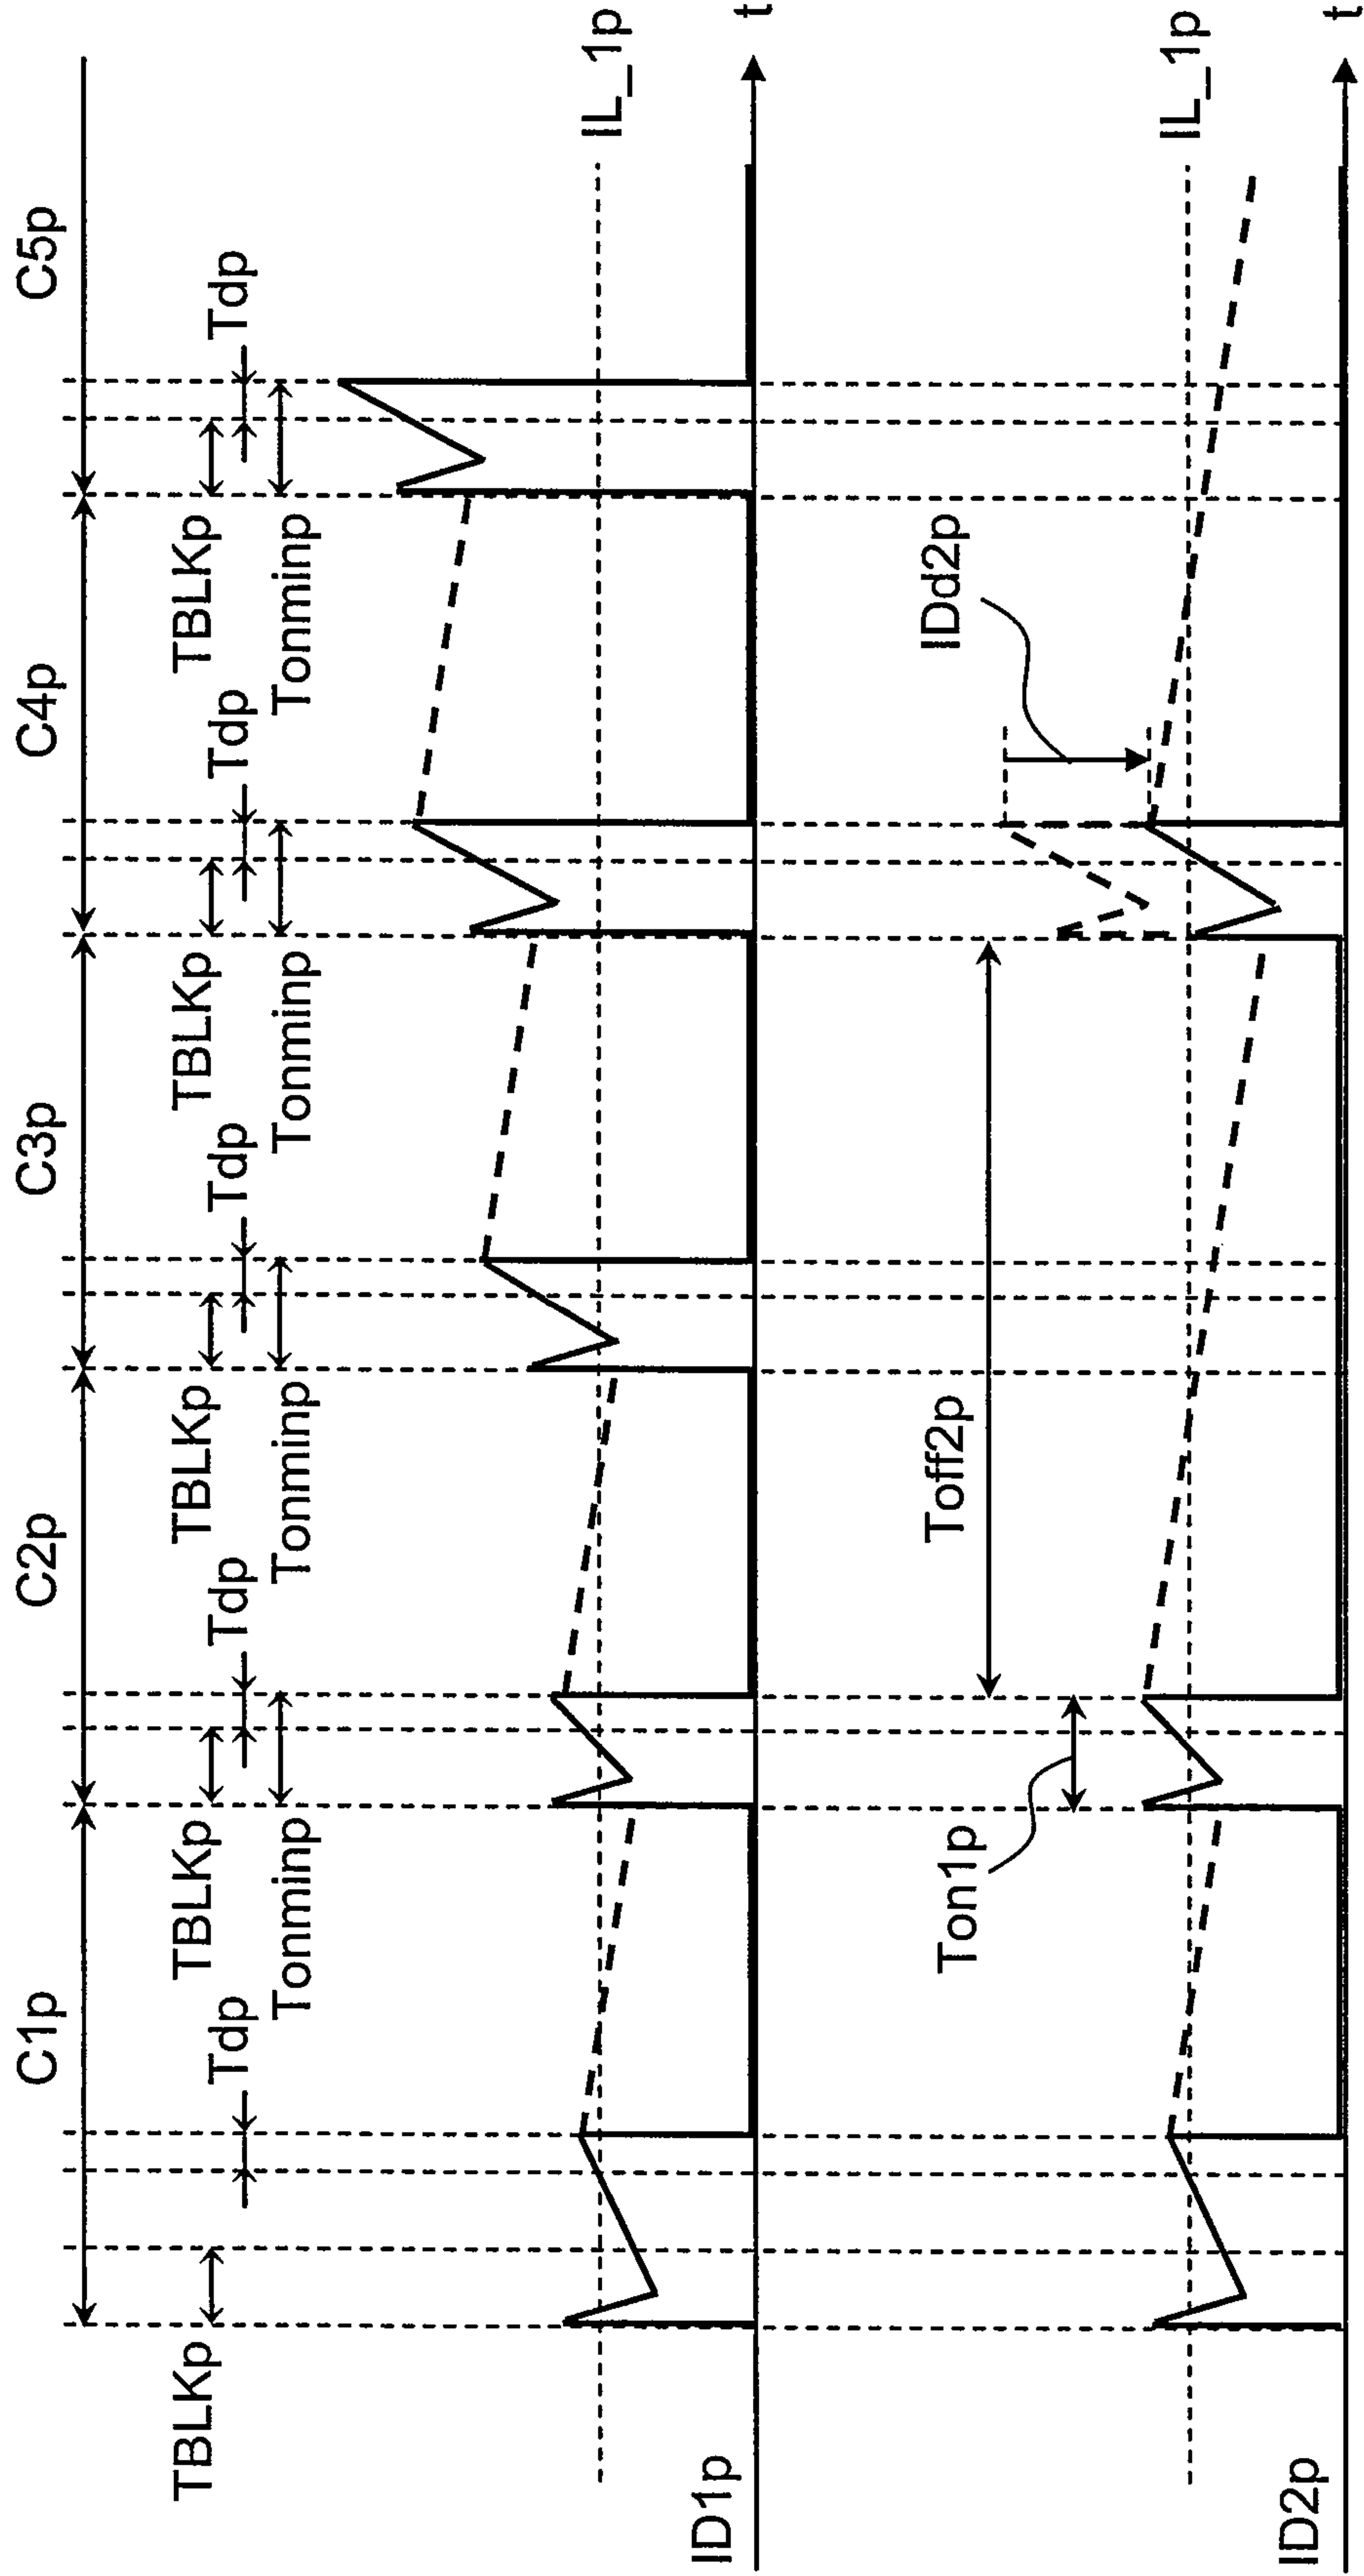 C1p
C2p
C3p
C4p
C5p
Tdp
Tdp
Tdp
Tdp
Tdp
TBLKp
TBLKp
TBLKp
TBLKp
TBLKp
Tonminp
Tonminp
Tonminp
Tonminp
IL_1p
ID1p
t
Ton1p
Toff2p
IDd2p
IL_1p
ID2p
t